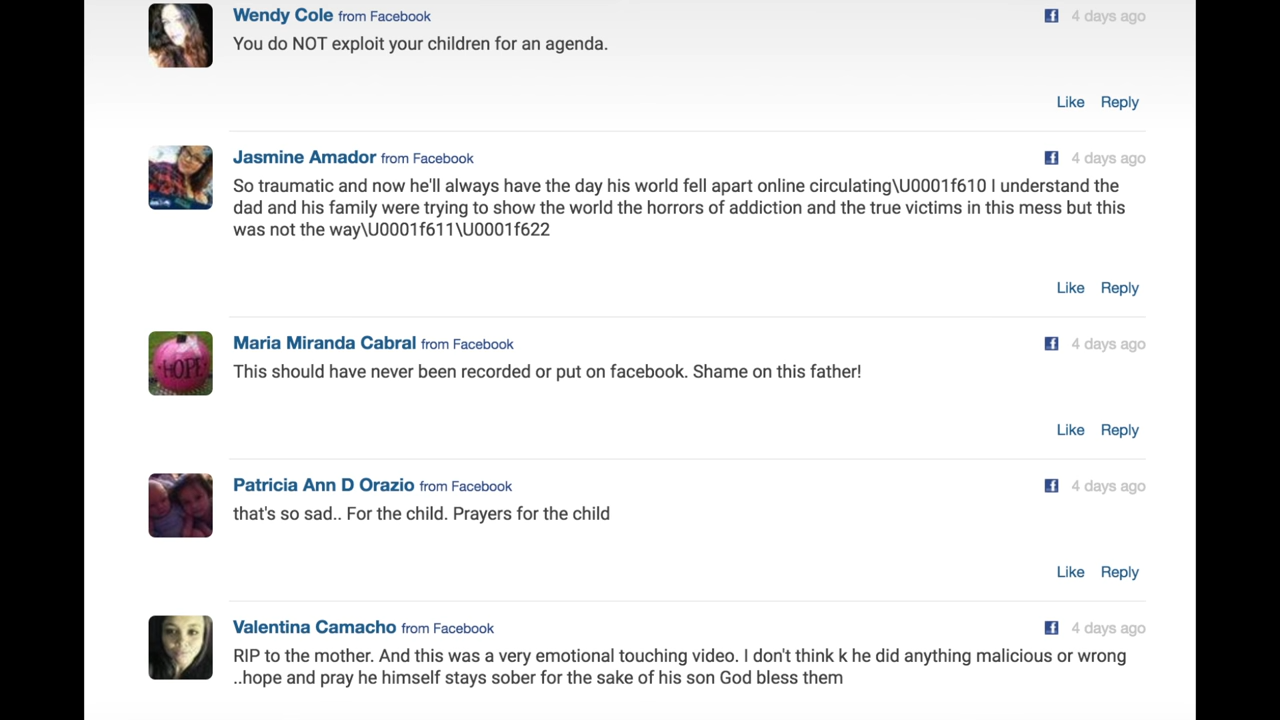 Wendy Cole from Facebook 4 days ago
You do NOT exploit your children for an agenda.
Like Reply
Jasmine Amador from Facebook 4 days ago
So traumatic and now he'll always have the day his world fell apart online circulating\U0001f610 I understand the
dad and his family were trying to show the world the horrors of addiction and the true victims in this mess but this
was not the way\U0001f611\U0001f622
Like Reply
Maria Miranda Cabral from Facebook 4 days ago
HOPE
This should have never been recorded or put on facebook. Shame on this father!
Like Reply
Patricia Ann D Orazio from Facebook 4 days ago
that's so sad.. For the child. Prayers for the child
Like Reply
Valentina Camacho from Facebook 4 days ago
RIP to the mother. And this was a very emotional touching video. I don't think k he did anything malicious or wrong
..hope and pray he himself stays sober for the sake of his son God bless them